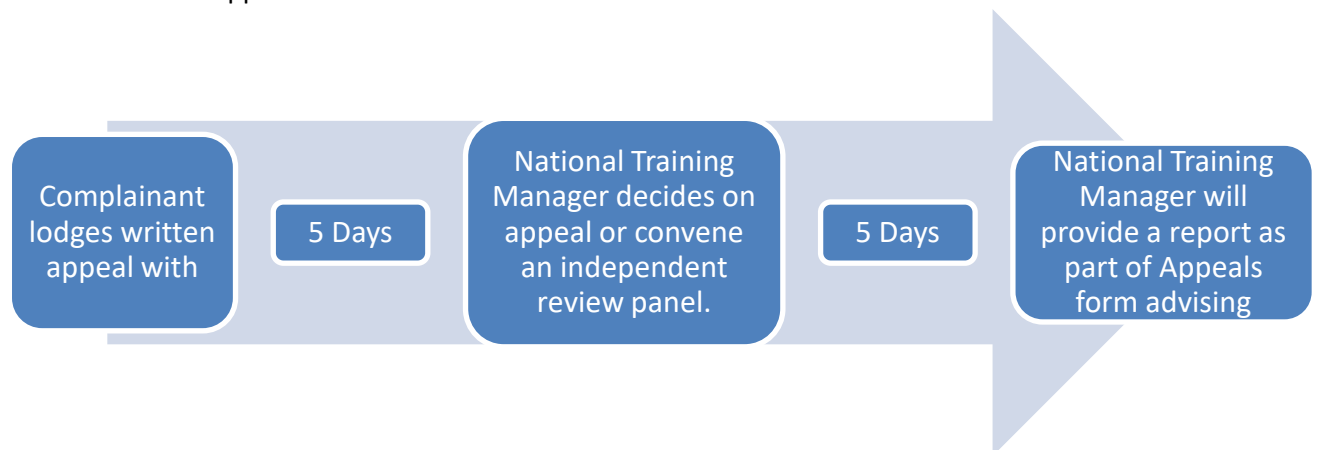 Complainant
lodges written
appeal with
5 Days
National Training
Manager decides on
appeal or convene
an independent
review panel.
5 Days
National Training
Manager will
provide a report as
part of Appeals
form advising